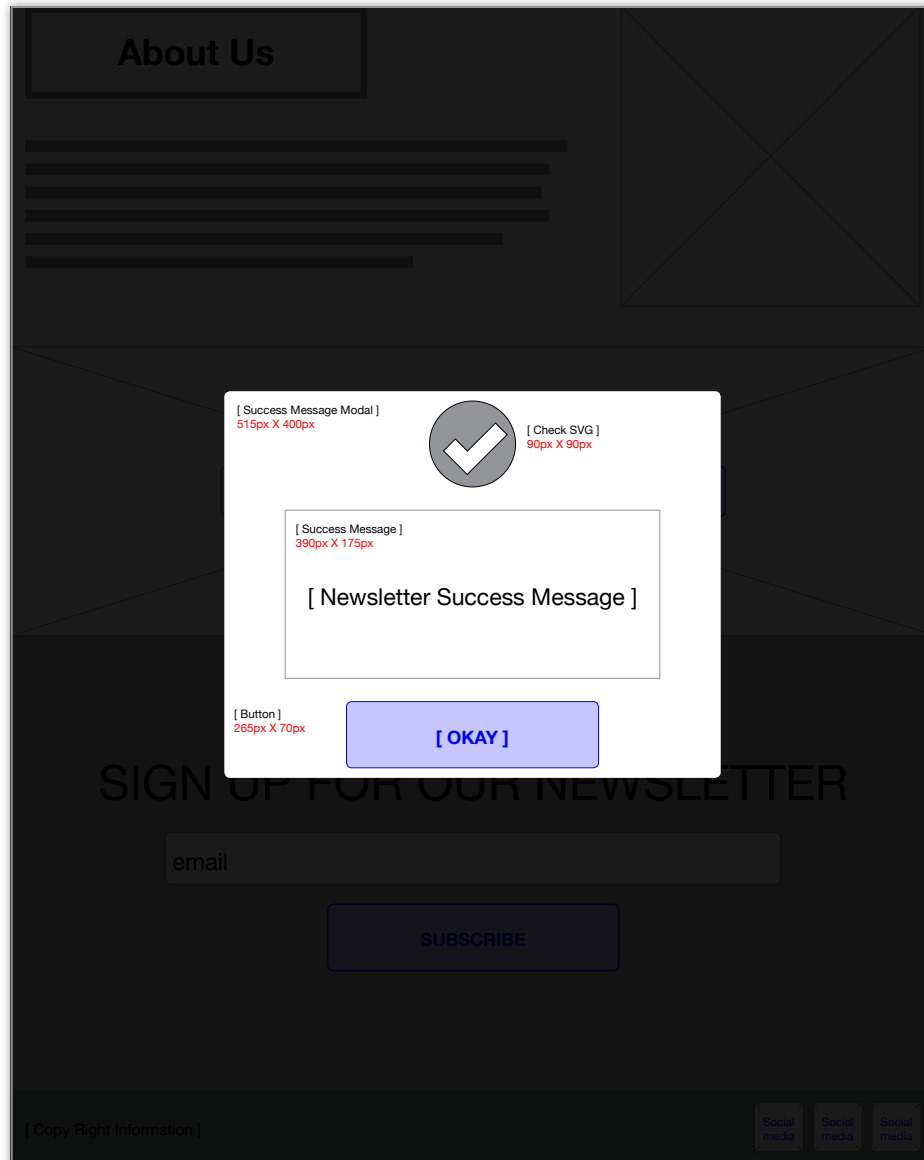 About Us
[ Success Message Modal ]
515px X 400px
[ Check SVG ]
90px X 90px
[ Success Message ]
390px X 175px
[ Newsletter Success Message ]
[ Button ]
265px X 70px
[ OKAY ]
SIGN UP FOR OUR NEWSLETTER
email
SUBSCRIBE
[ Copy Right Information ]
Social
media
Social
media
Social
media